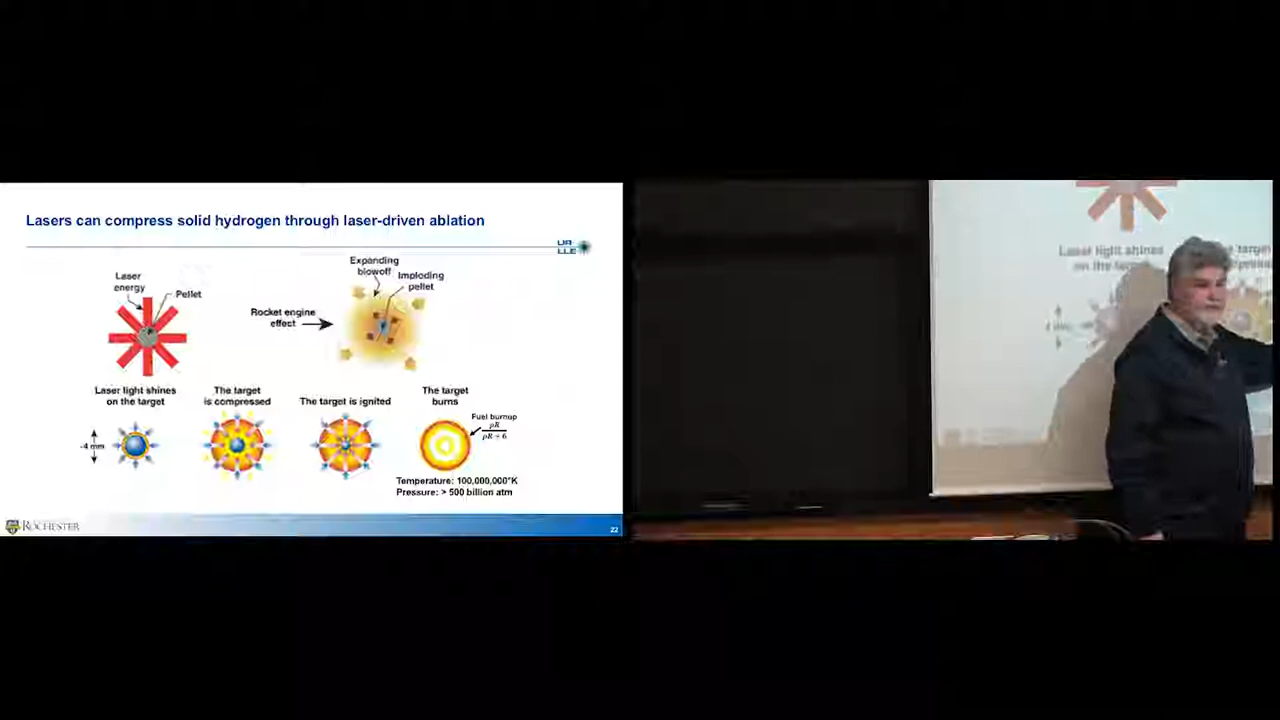 Lasers can compress solid hydrogen through laser-driven ablation
UR
LLE
Laser
energy
Pellet
Rocket engine
effect
Expanding
blowoff
Imploding
pellet
Laser light shines
on the target
The target
is compressed
The target is ignited
The target
burns
~4 mm
Fuel burnup
ρR
ρR + 6
Temperature: 100,000,000°K
Pressure: > 500 billion atm
ROCHESTER
22
Laser light shines
on the
target